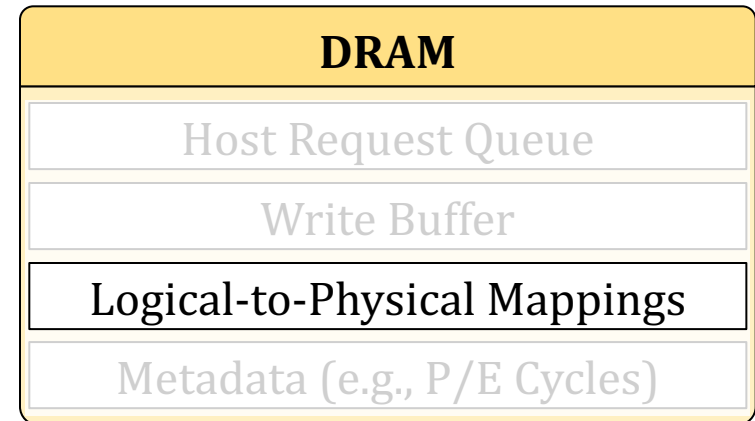 DRAM
Host Request Queue
Write Buffer
Logical-to-Physical Mappings
Metadata (e.g., P/E Cycles)